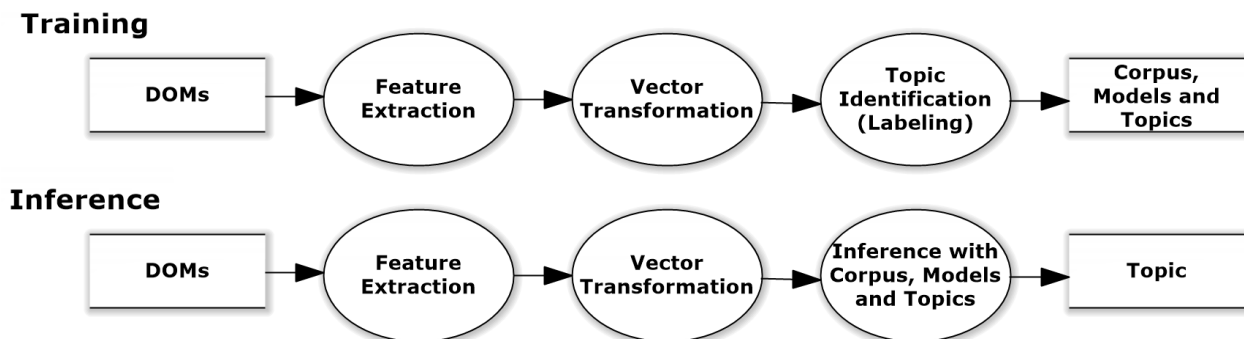 Training
DOMs
Feature
Extraction
Vector
Transformation
Topic
Identification
(Labeling)
Corpus,
Models and
Topics
Inference
DOMs
Feature
Extraction
Vector
Transformation
Inference with
Corpus, Models
and Topics
Topic